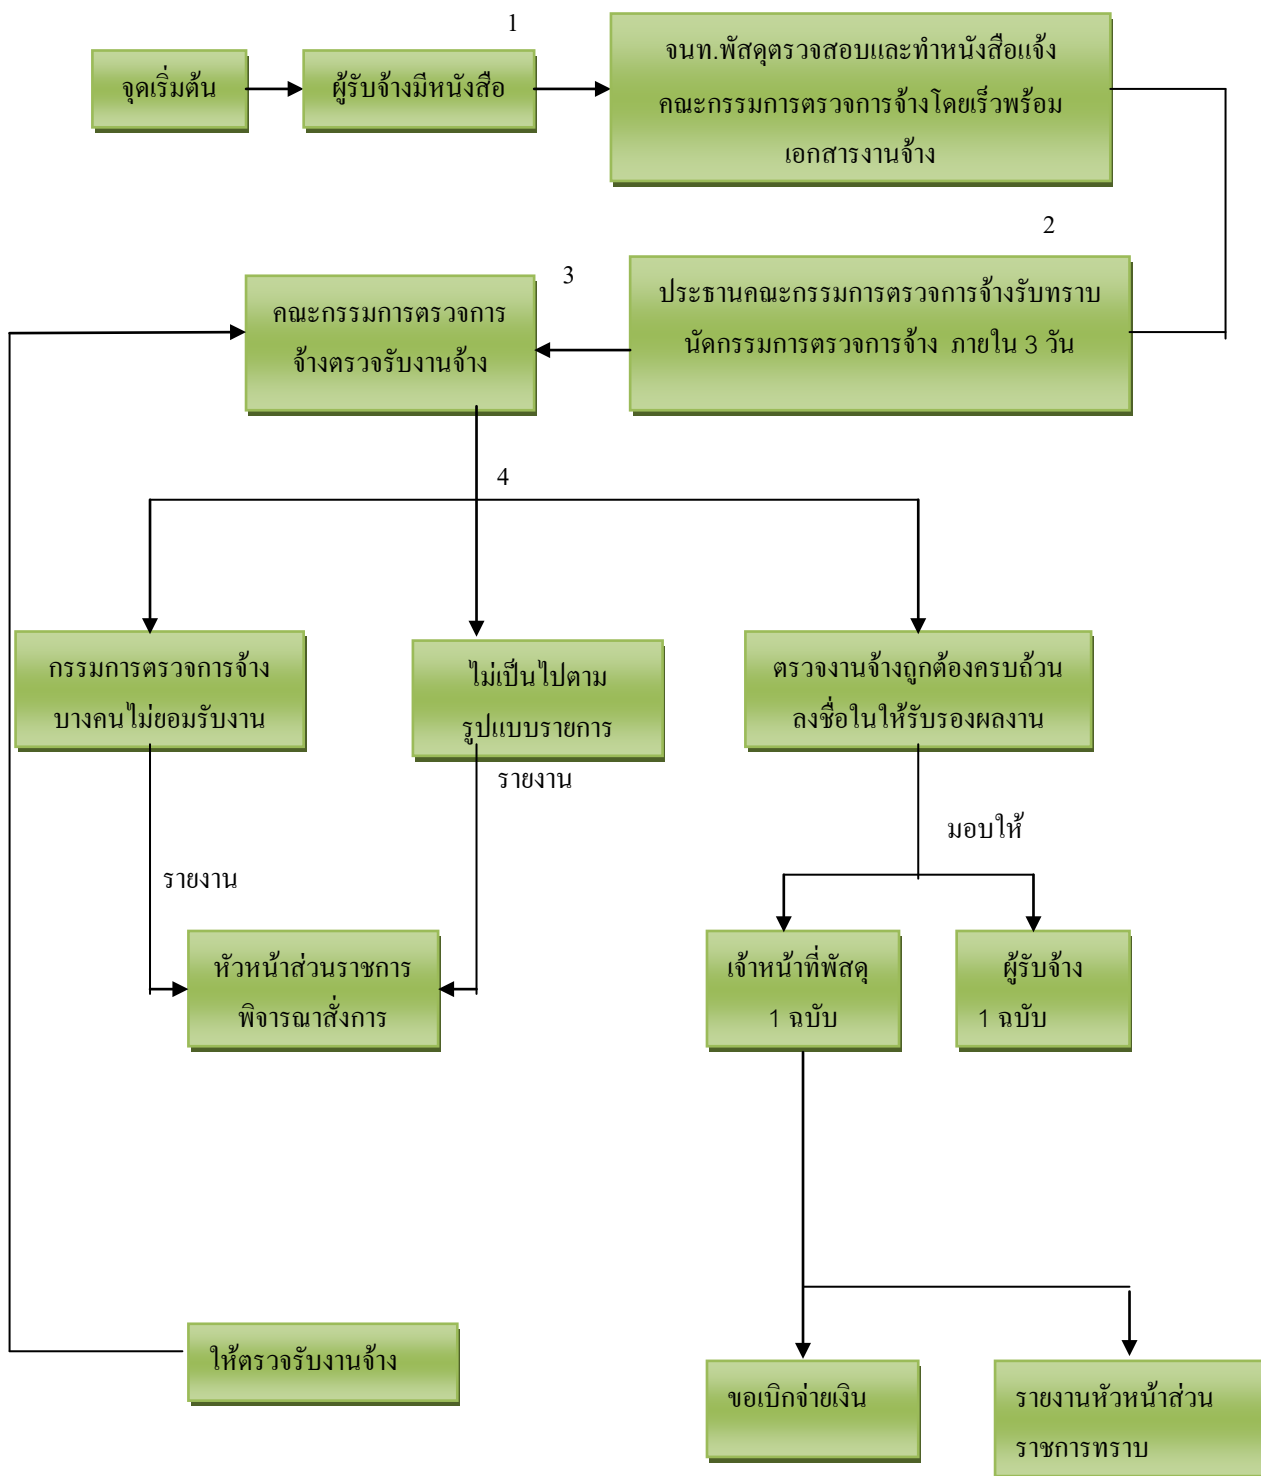 1
จุดเริ่มต้น
ผู้รับจ้างมีหนังสือ
จนท.พัสดุตรวจสอบและทำหนังสือแจ้ง
คณะกรรมการตรวจการจ้างโดยเร็วพร้อม
เอกสารงานจ้าง
2
3
ประธานคณะกรรมการตรวจการจ้างรับทราบ
นัดกรรมการตรวจการจ้าง ภายใน 3 วัน
คณะกรรมการตรวจการ
จ้างตรวจรับงานจ้าง
4
กรรมการตรวจการจ้าง
บางคนไม่ยอมรับงาน
ไม่เป็นไปตาม
รูปแบบรายการ
ตรวจงานจ้างถูกต้องครบถ้วน
ลงชื่อในให้รับรองผลงาน
รายงาน
มอบให้
รายงาน
หัวหน้าส่วนราชการ
พิจารณาสั่งการ
เจ้าหน้าที่พัสดุ
1 ฉบับ
ผู้รับจ้าง
1 ฉบับ
ให้ตรวจรับงานจ้าง
ขอเบิกจ่ายเงิน
รายงานหัวหน้าส่วน
ราชการทราบ